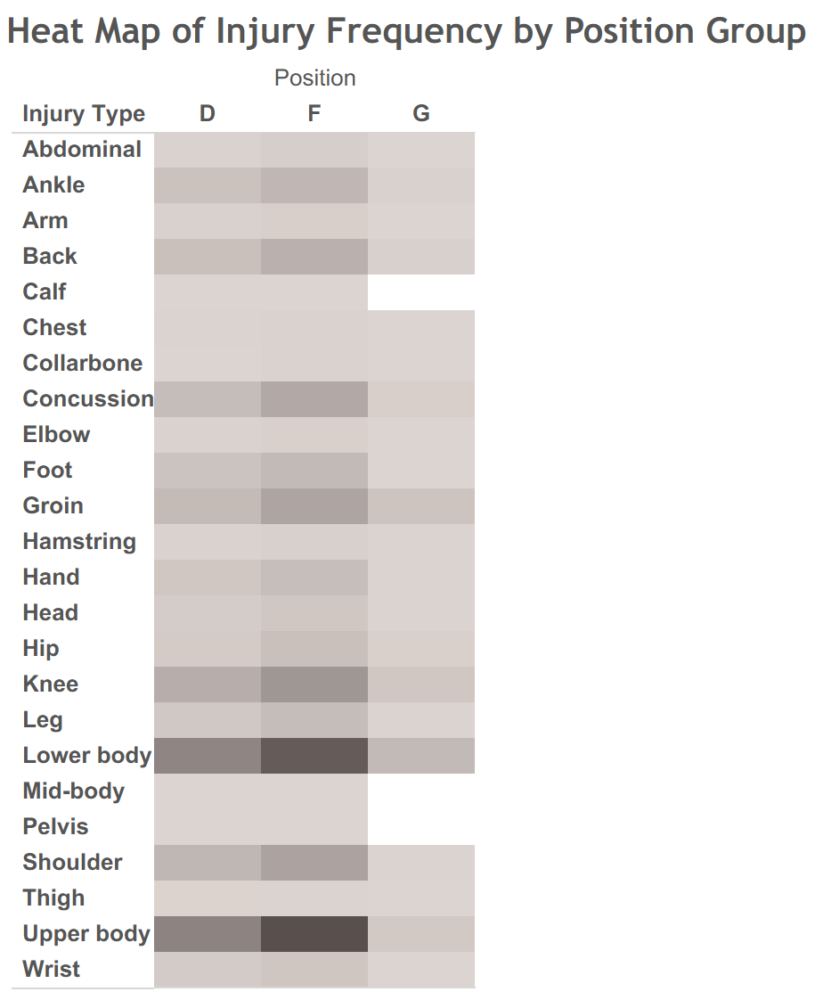 Heat Map of Injury Frequency by Position Group
Position
Injury Type D F G
Abdominal
Ankle
Arm
Back
Calf
Chest
Collarbone
Concussion
Elbow
Foot
Groin
Hamstring
Hand
Head
Hip
Knee
Leg
Lower body
Mid-body
Pelvis
Shoulder
Thigh
Upper body
Wrist